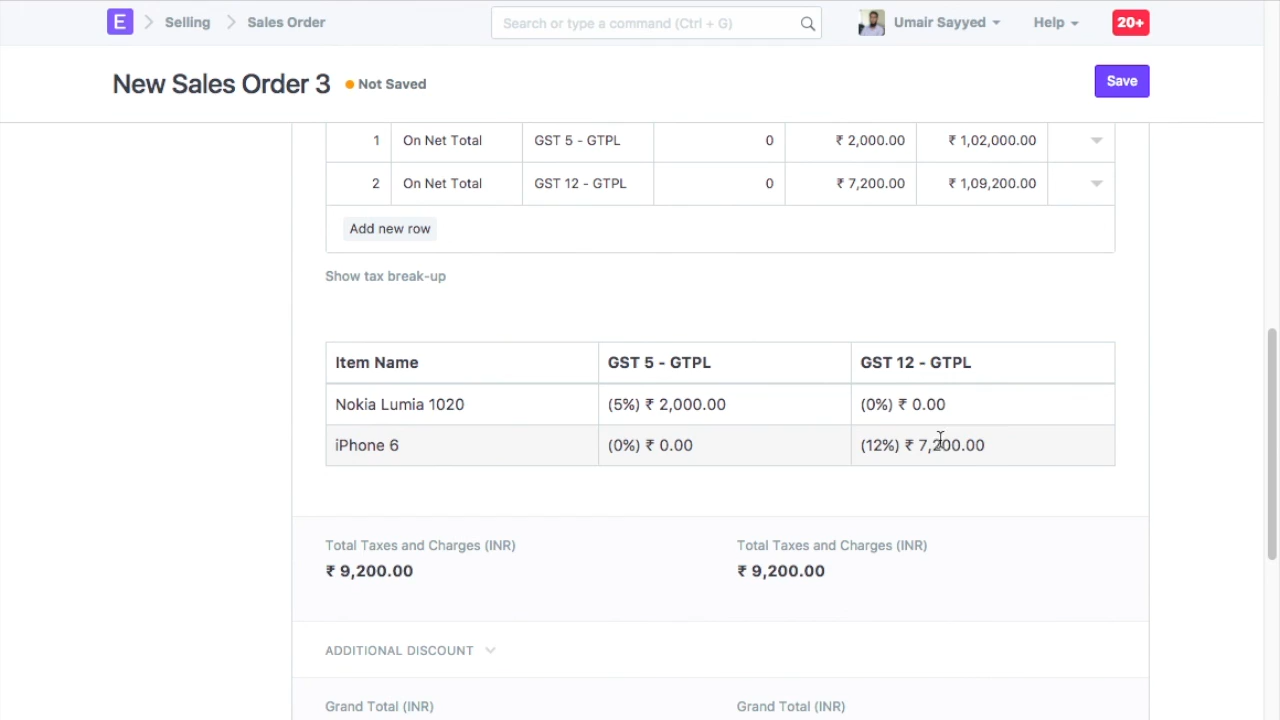 E Selling Sales Order Search or type a command (Ctrl + G) Umair Sayyed Help 20+
New Sales Order 3 Not Saved Save
1 On Net Total GST 5 - GTPL 0 ₹ 2,000.00 ₹ 1,02,000.00
2 On Net Total GST 12 - GTPL 0 ₹ 7,200.00 ₹ 1,09,200.00
Add new row
Show tax break-up
Item Name GST 5 - GTPL GST 12 - GTPL
Nokia Lumia 1020 (5%) ₹ 2,000.00 (0%) ₹ 0.00
iPhone 6 (0%) ₹ 0.00 (12%) ₹ 7,200.00
Total Taxes and Charges (INR) Total Taxes and Charges (INR)
₹ 9,200.00 ₹ 9,200.00
ADDITIONAL DISCOUNT
Grand Total (INR) Grand Total (INR)